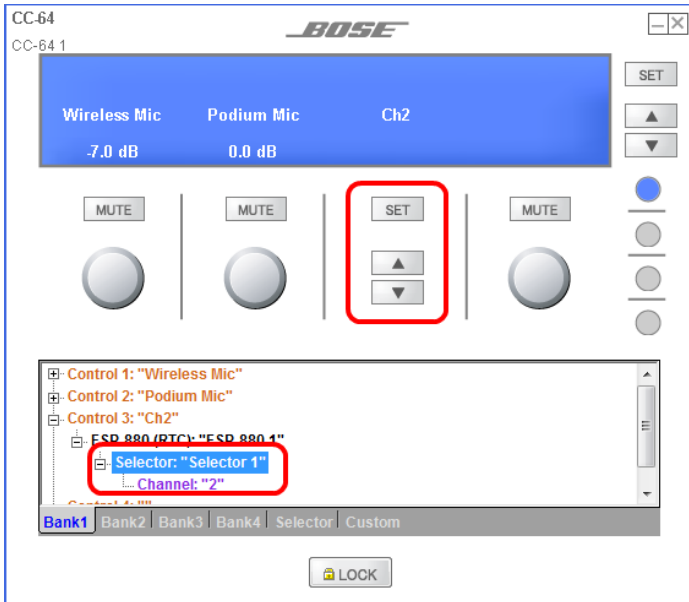 CC-64
BOSE
CC-64 1
SET
Wireless Mic Podium Mic Ch2
-7.0 dB 0.0 dB
MUTE MUTE SET MUTE
Control 1: "Wireless Mic"
Control 2: "Podium Mic"
Control 3: "Ch2"
ESP-880 (RTC): "ESP-880 1"
Selector: "Selector 1"
Channel: "2"
Control 4: ""
Bank1 Bank2 Bank3 Bank4 Selector Custom
LOCK